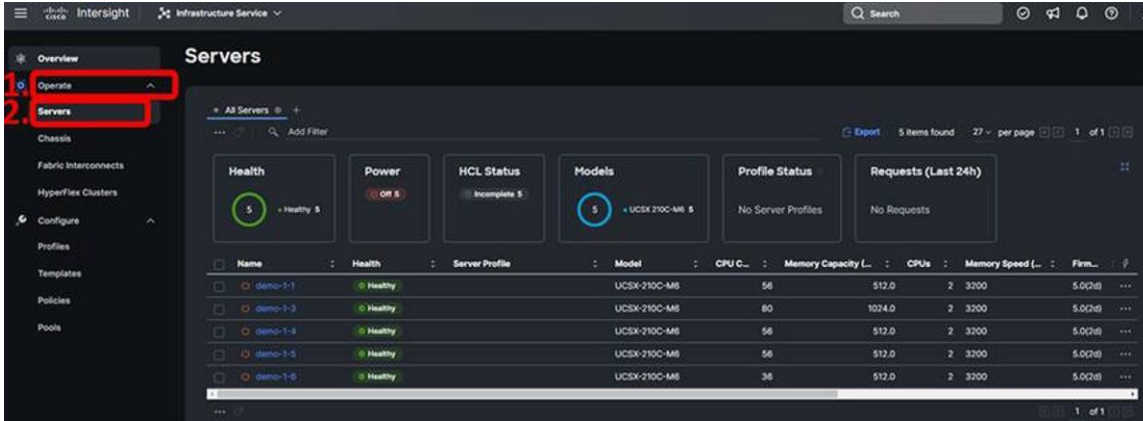 cisco Intersight Infrastructure Service Search
Servers
1.
2.
Overview
Operate
Servers
Chassis
Fabric Interconnects
HyperFlex Clusters
Configure
Profiles
Templates
Policies
Pools
All Servers +
... Add Filter Export 5 items found 27 per page 1 of 1
Health Power HCL Status Models Profile Status Requests (Last 24h)
5 Healthy 5 Off 5 Incomplete 5 5 UCSX 210C-M6 5 No Server Profiles No Requests
Name Health Server Profile Model CPU C... Memory Capacity (... CPUs Memory Speed (... Firm...
demo-1-1 Healthy UCSX-210C-M6 56 512.0 2 3200 5.0(2d) ...
demo-1-3 Healthy UCSX-210C-M6 80 1024.0 2 3200 5.0(2d) ...
demo-1-4 Healthy UCSX-210C-M6 56 512.0 2 3200 5.0(2d) ...
demo-1-5 Healthy UCSX-210C-M6 56 512.0 2 3200 5.0(2d) ...
demo-1-6 Healthy UCSX-210C-M6 36 512.0 2 3200 5.0(2d) ...
... 1 of 1